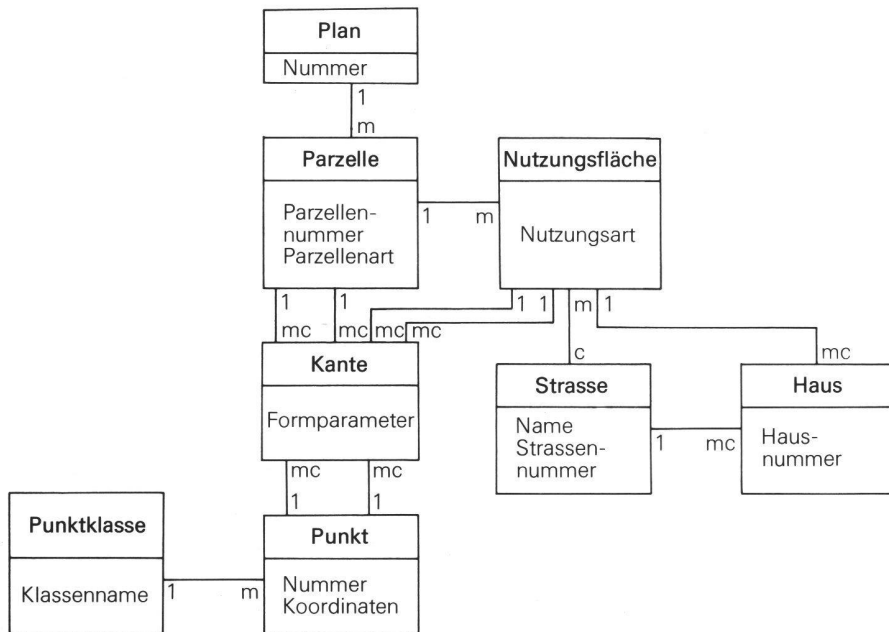 Plan
Nummer
1
m
Parzelle
Nutzungsfläche
Parzellen-
nummer
Parzellenart
1 m
Nutzungsart
1 1
1 1 m 1
mc mc mc mc
mc
c
Kante
Formparameter
Strasse
Haus
Name
Strassen-
nummer
1 mc
Haus-
nummer
mc mc
1 1
Punktklasse
Klassenname
1 m
Punkt
Nummer
Koordinaten